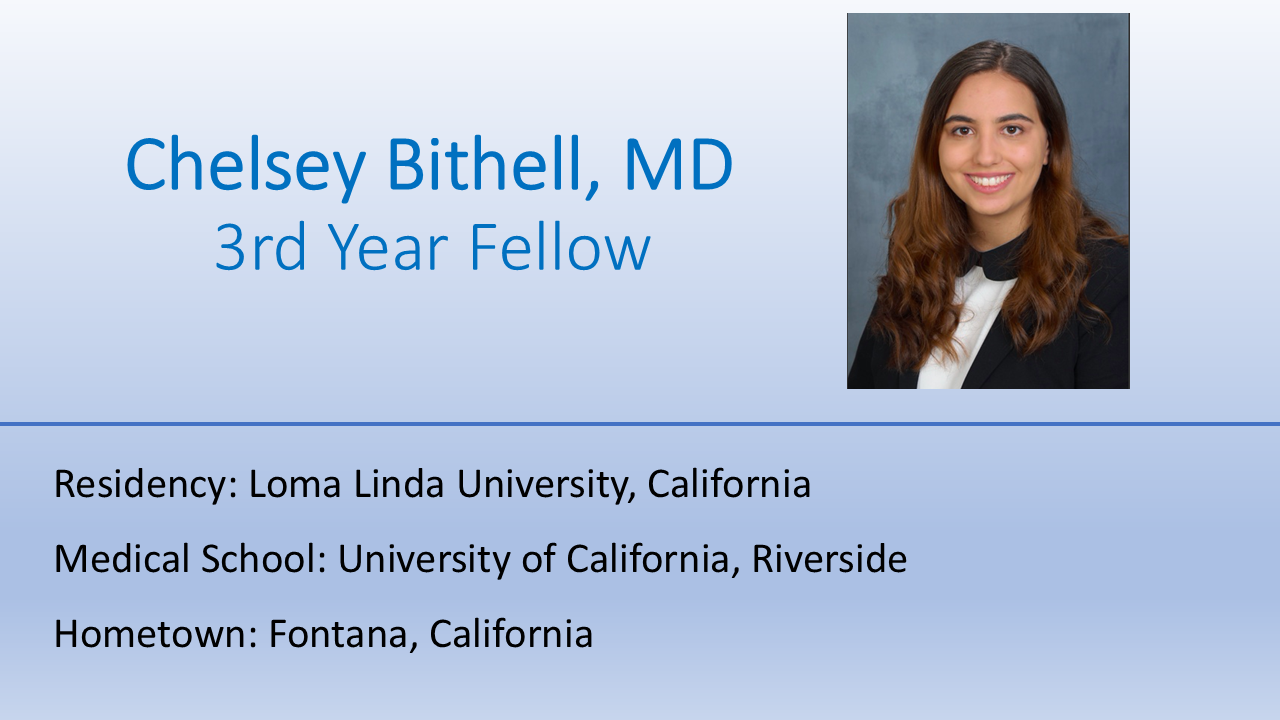 Chelsey Bithell, MD
3rd Year Fellow
Residency: Loma Linda University, California
Medical School: University of California, Riverside
Hometown: Fontana, California